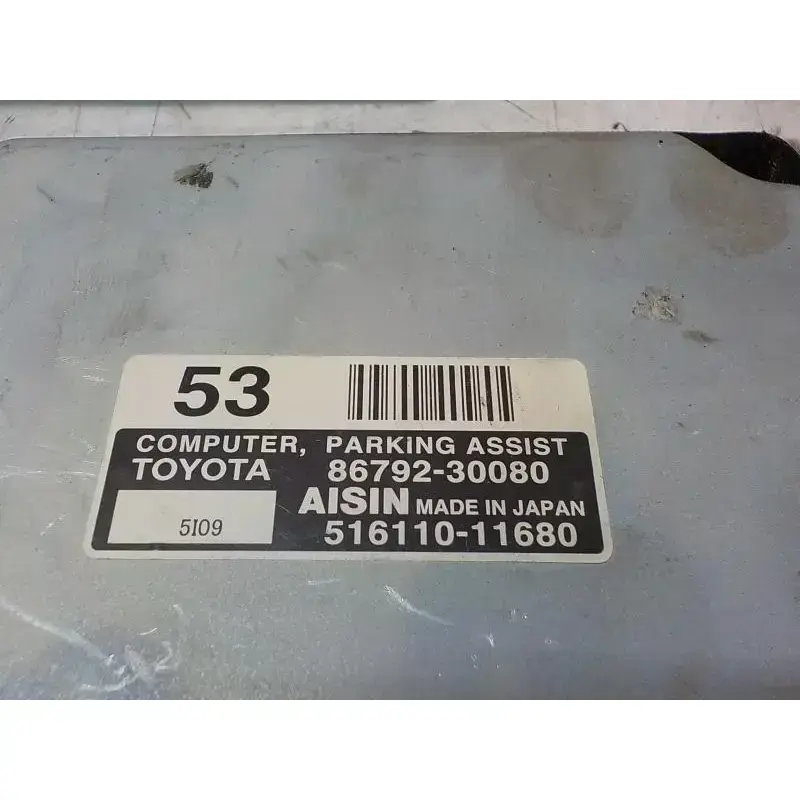 53
COMPUTER, PARKING ASSIST
TOYOTA 86792-30080
AISIN MADE IN JAPAN
5I09 516110-11680